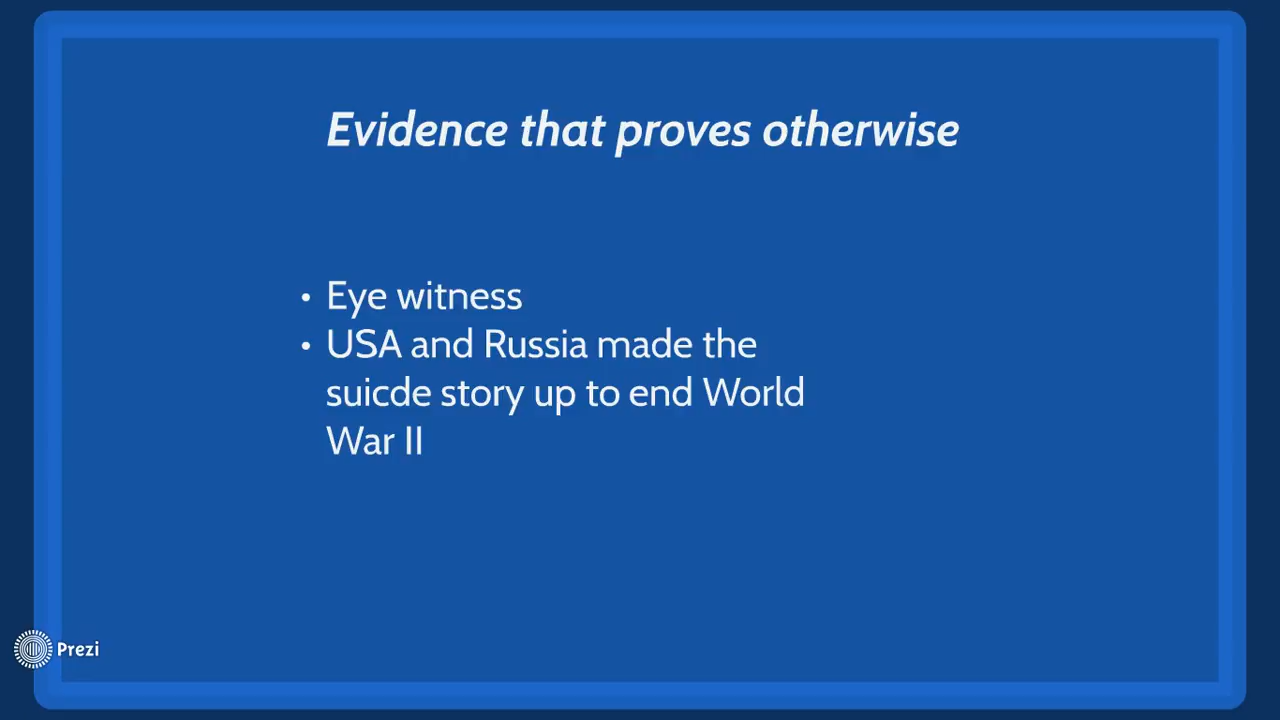 Evidence that proves otherwise
• Eye witness
• USA and Russia made the
suicde story up to end World
War II
Prezi